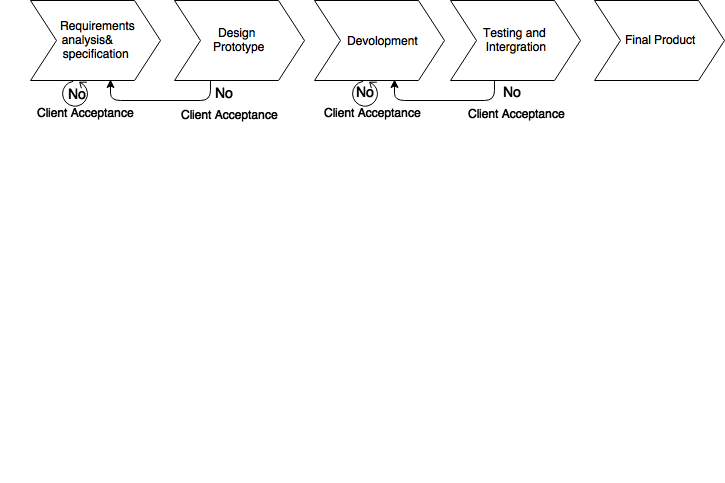 Requirements
analysis&
specification
Design
Prototype
Devolopment
Testing and
Intergration
Final Product
No
No
No
No
Client Acceptance
Client Acceptance
Client Acceptance
Client Acceptance